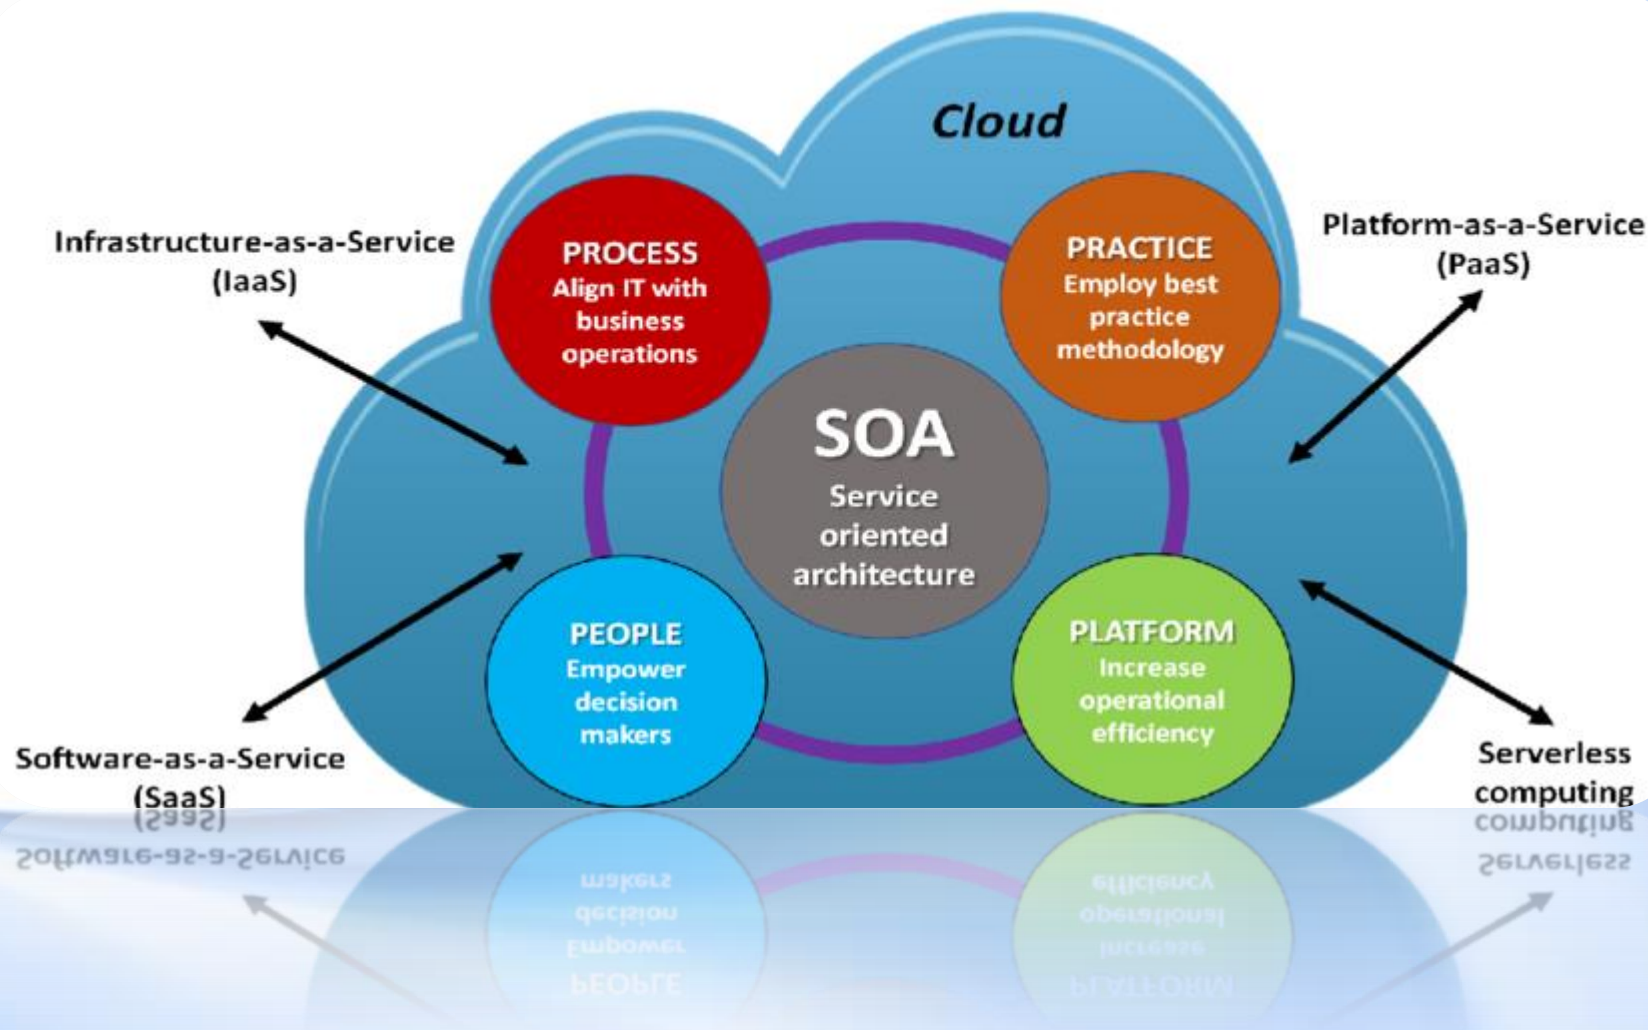 Cloud
Infrastructure-as-a-Service
(IaaS)
PROCESS
Align IT with
business
operations
PRACTICE
Employ best
practice
methodology
Platform-as-a-Service
(PaaS)
SOA
Service
oriented
architecture
PEOPLE
Empower
decision
makers
PLATFORM
Increase
operational
efficiency
Software-as-a-Service
(SaaS)
Serverless
computing